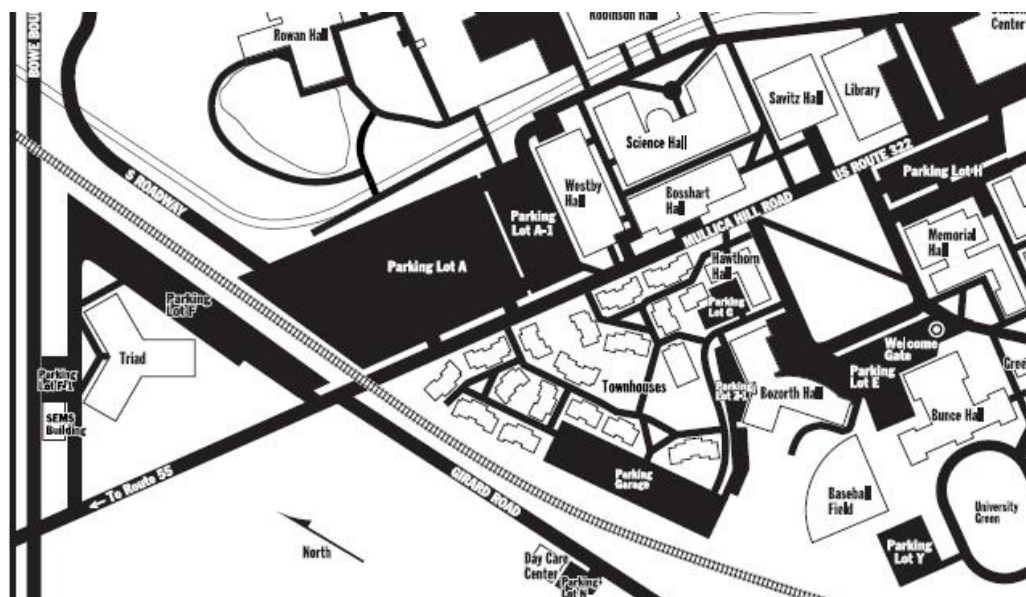 BOWE BOU
Rowan Hall
Robinson Hall
Center
Savitz Hall
Library
Science Hall
Westby
Hall
Bosshart
Hall
US ROUTE 322
Parking Lot H
S ROADWAY
Parking
Lot A-1
MULLICA HILL ROAD
Memorial
Hall
Parking Lot A
Hawthorn
Hall
Parking
Lot F
Parking
Lot G
Welcome
Gate
Triad
Parking
Lot F-1
Townhouses
Parking
Bozorth Hall
Parking
Lot E
Gree
SEMS
Building
Bunce Hall
Parking
Garage
To Route 55
GIRARD ROAD
Baseball
Field
University
Green
North
Day Care
Center
Parking
Lot Y
Parking
Lot N